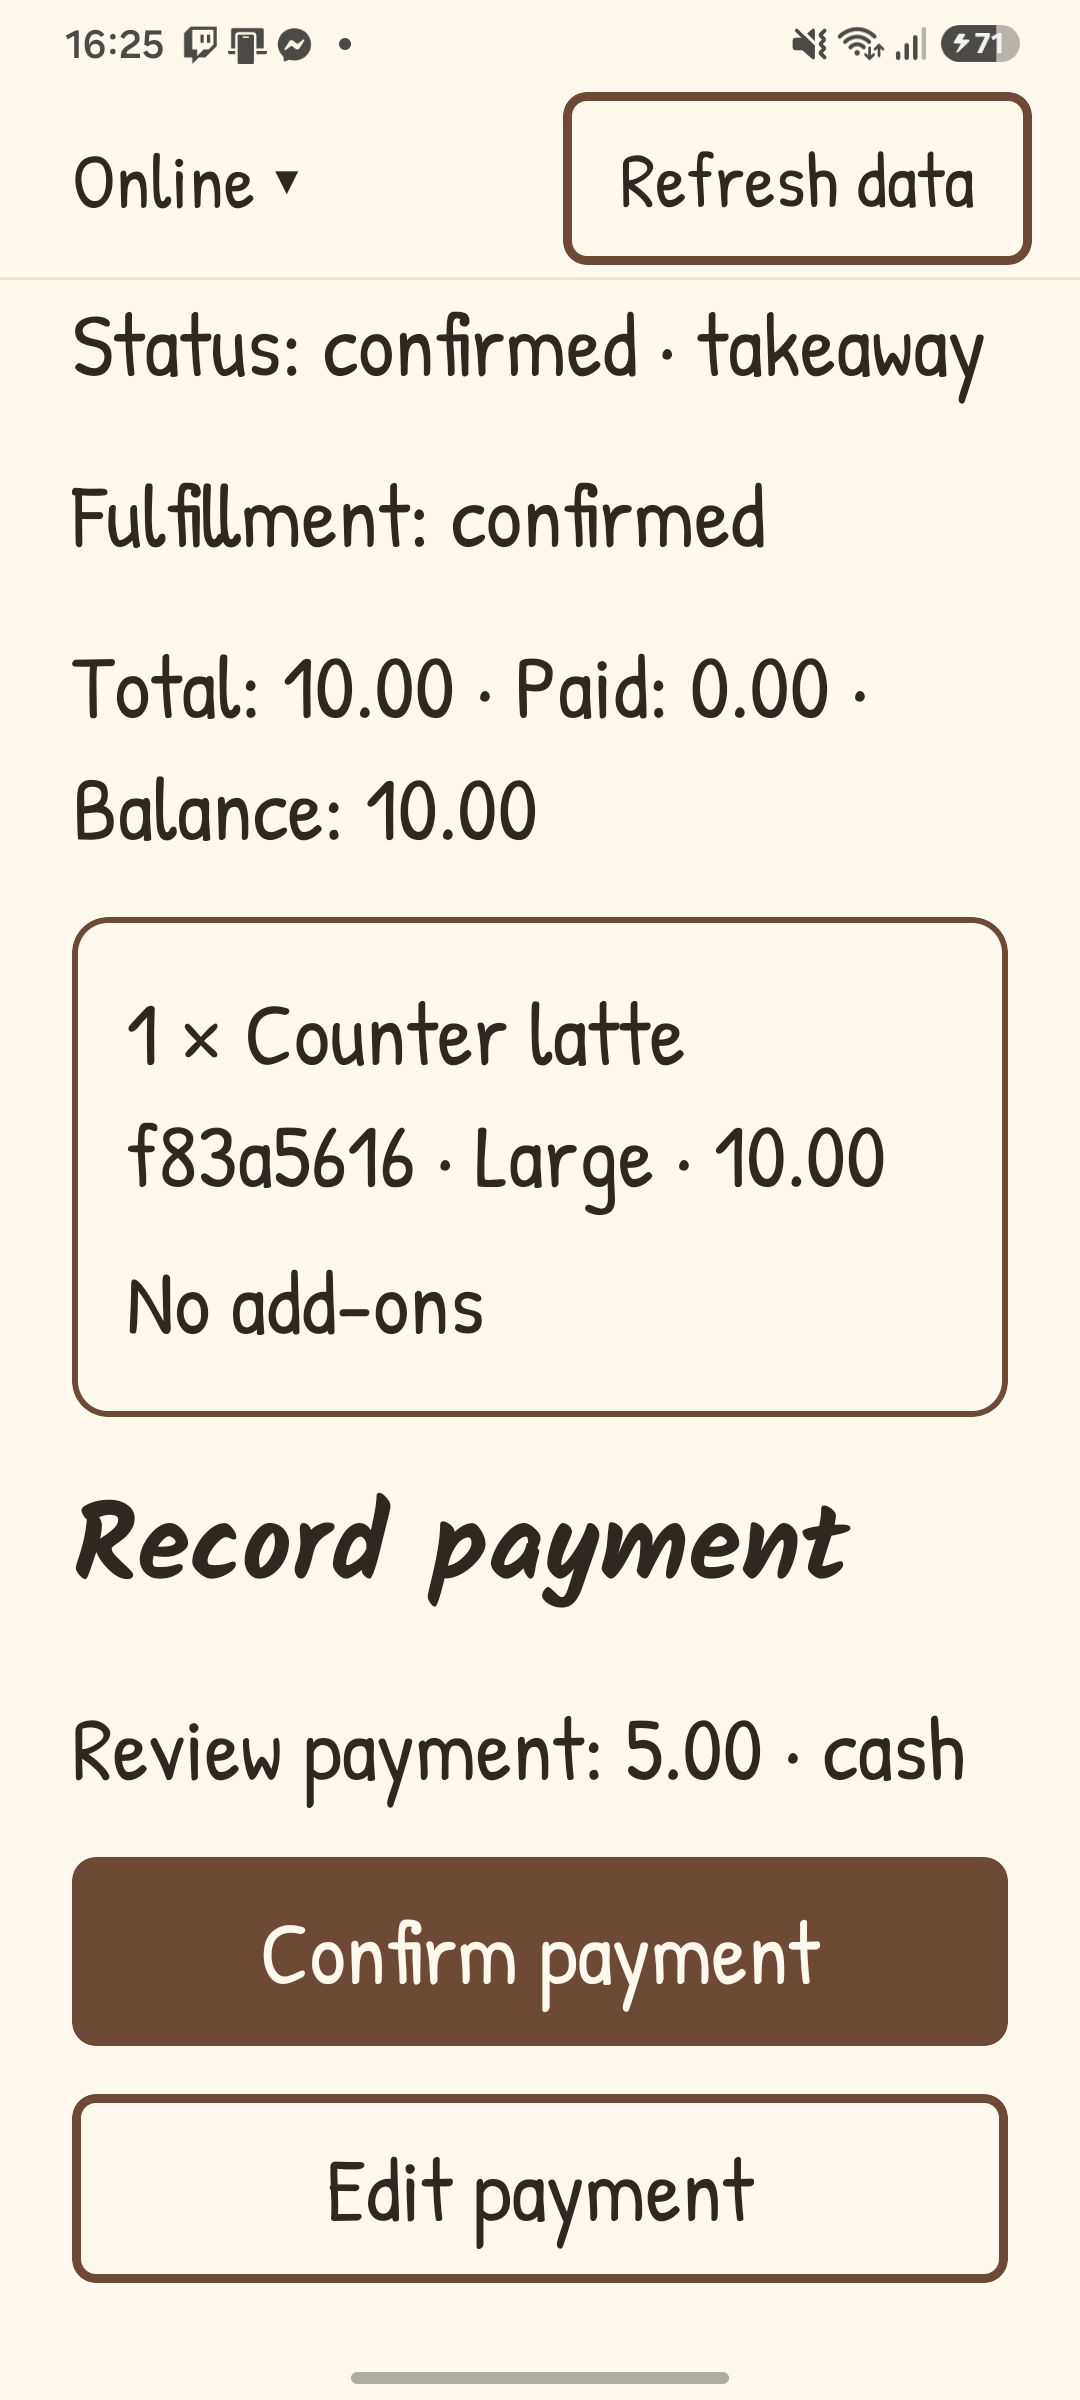 16:25
71
Online ▼
Refresh data
Status: confirmed · takeaway
Fulfillment: confirmed
Total: 10.00 · Paid: 0.00 ·
Balance: 10.00
1 × Counter latte
f83a5616 · Large · 10.00
No add-ons
Record payment
Review payment: 5.00 · cash
Confirm payment
Edit payment